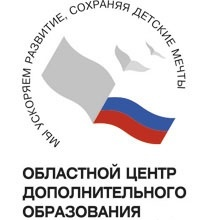 МЫ УСКОРЯЕМ РАЗВИТИЕ, СОХРАНЯЯ ДЕТСКИЕ МЕЧТЫ
ОБЛАСТНОЙ ЦЕНТР
ДОПОЛНИТЕЛЬНОГО
ОБРАЗОВАНИЯ